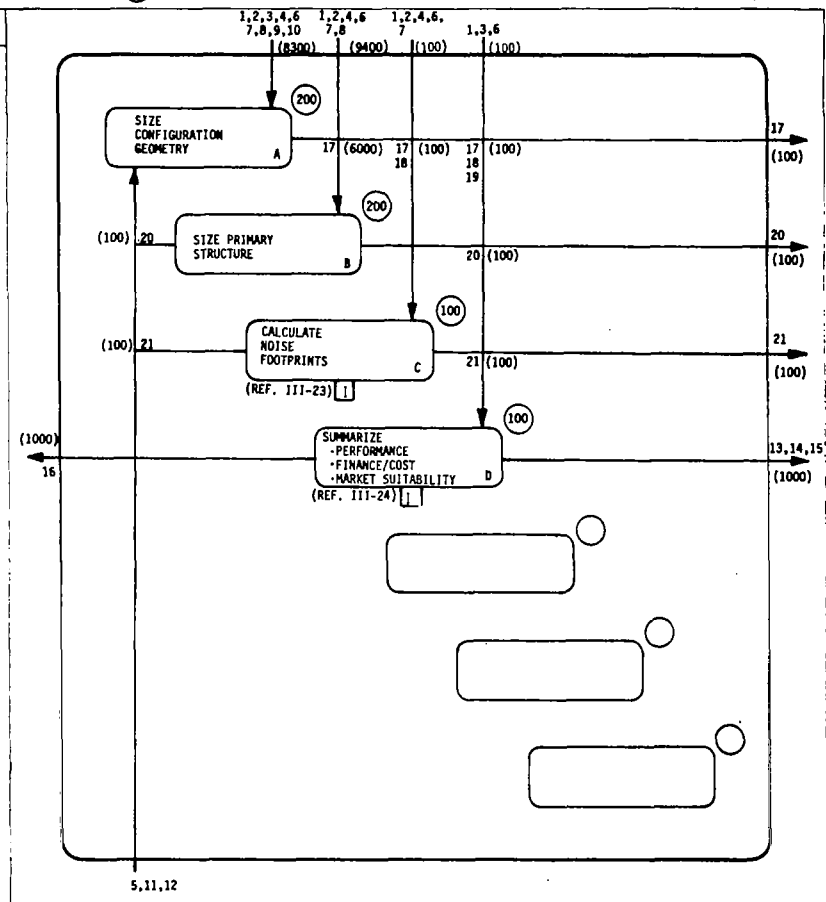 1,2,3,4,6
7,8,9,10
(8300)
1,2,4,6
7,8
(9400)
1,2,4,6,
7
(100)
1,3,6
(100)
200
SIZE
CONFIGURATION
GEOMETRY
A
17 (6000)
17 (100)
18
17 (100)
18
19
17
(100)
200
(100) 20
SIZE PRIMARY
STRUCTURE
B
20 (100)
20
(100)
100
(100) 21
CALCULATE
NOISE
FOOTPRINTS
C
21 (100)
21
(100)
(REF. III-23) I
100
(1000)
16
SUMMARIZE
·PERFORMANCE
·FINANCE/COST
·MARKET SUITABILITY
D
13,14,15
(1000)
(REF. III-24) I
5,11,12